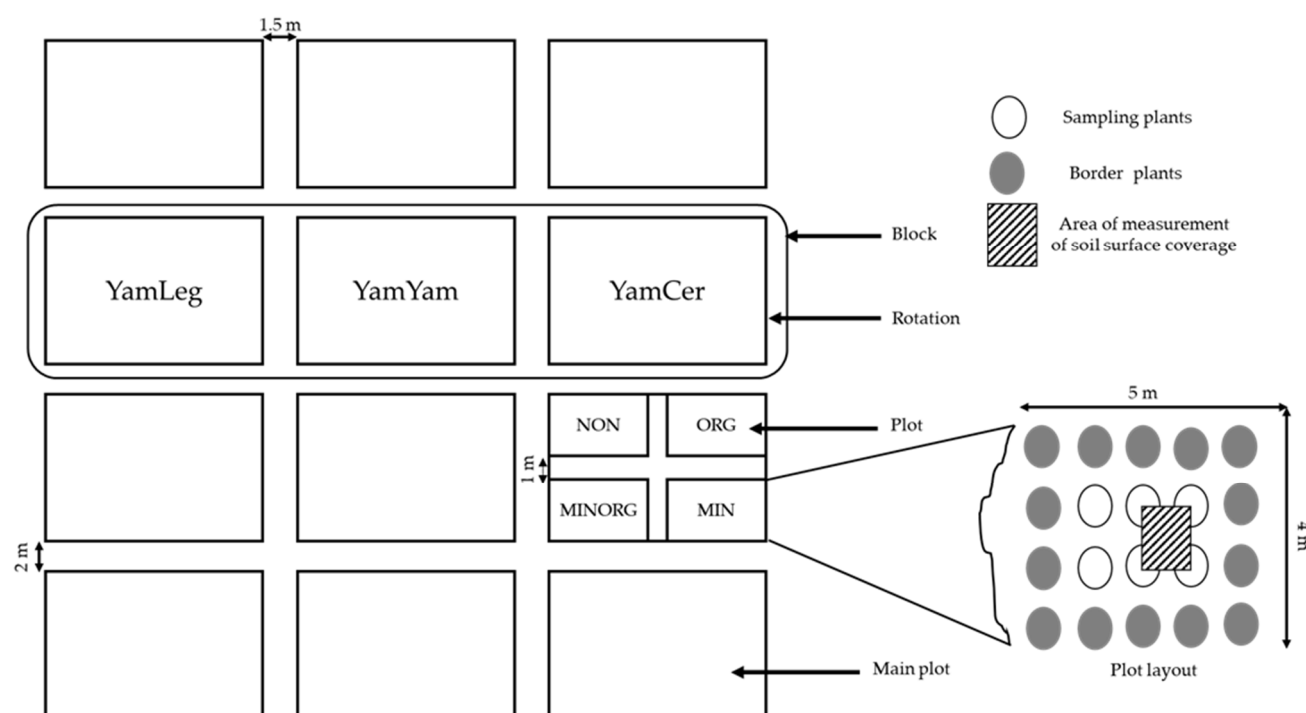 1.5 m
Sampling plants
Border plants
Area of measurement
of soil surface coverage
Block
YamLeg
YamYam
YamCer
Rotation
5 m
NON
ORG
Plot
1 m
MINORG
MIN
4 m
2 m
Main plot
Plot layout